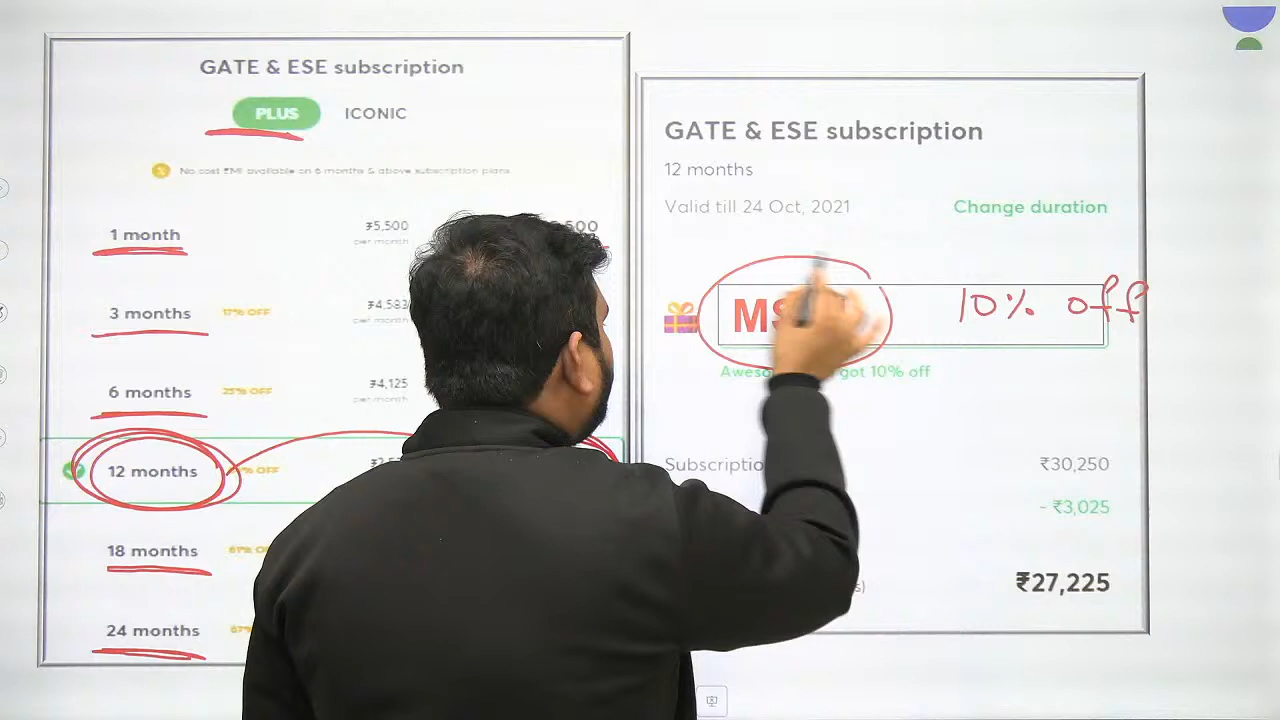 GATE & ESE subscription
PLUS ICONIC
No cost EMI available on 6 months & above subscription plans
1 month ₹5,500
per month
3 months 17% OFF ₹4,583
per month
6 months 25% OFF ₹4,125
per month
12 months OFF
18 months
24 months
GATE & ESE subscription
12 months
Valid till 24 Oct, 2021 Change duration
10% off
got 10% off
₹30,250
- ₹3,025
₹27,225